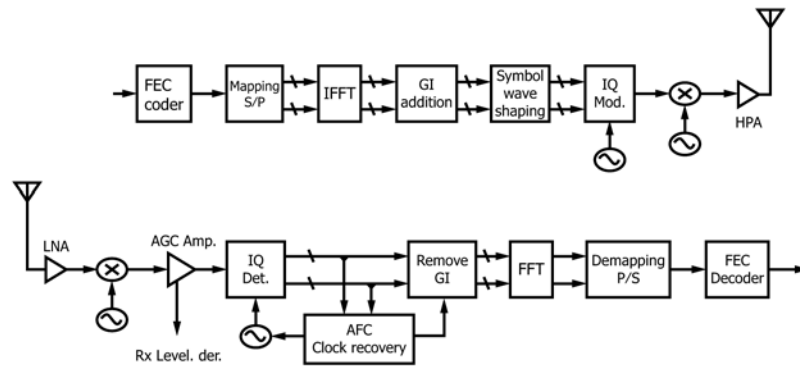 FEC
coder
Mapping
S/P
IFFT
GI
addition
Symbol
wave
shaping
IQ
Mod.
HPA
LNA
AGC Amp.
Rx Level. der.
IQ
Det.
AFC
Clock recovery
Remove
GI
FFT
Demapping
P/S
FEC
Decoder